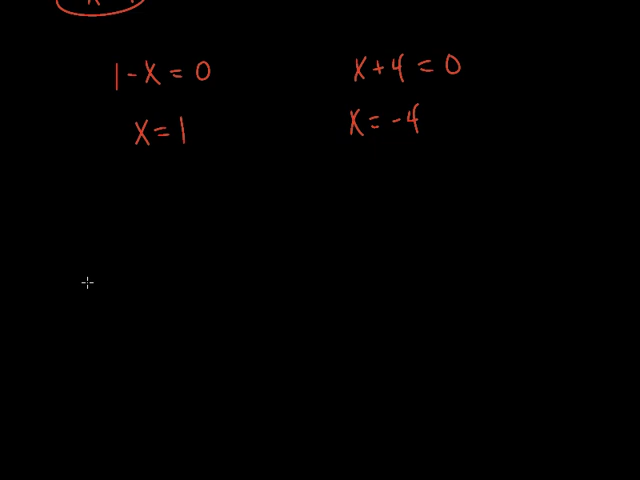 1 - x = 0
x + 4 = 0
x = 1
x = -4